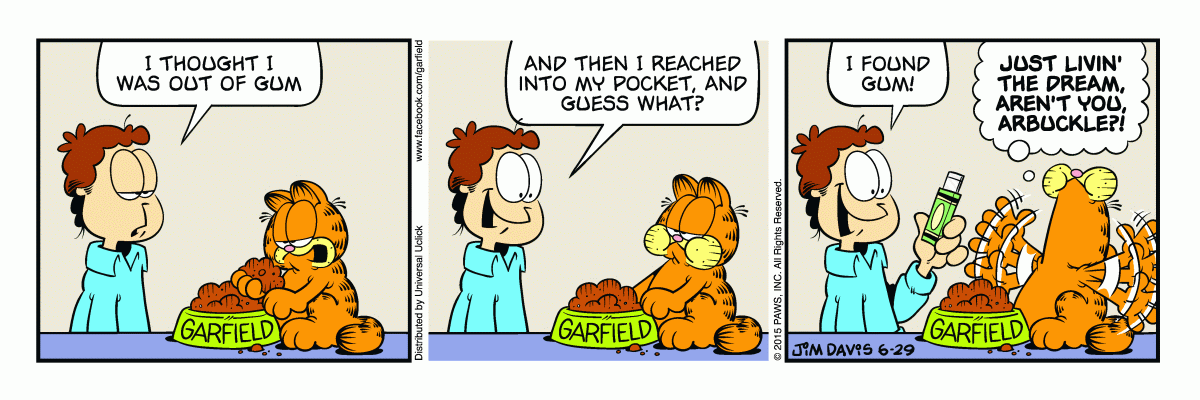 I THOUGHT I
WAS OUT OF GUM
GARFIELD
Distributed by Universal Uclick
www.facebook.com/garfield
AND THEN I REACHED
INTO MY POCKET, AND
GUESS WHAT?
GARFIELD
© 2015 PAWS, INC. All Rights Reserved.
I FOUND
GUM!
JUST LIVIN'
THE DREAM,
AREN'T YOU,
ARBUCKLE?!
GARFIELD
JIM DAVIS 6-29